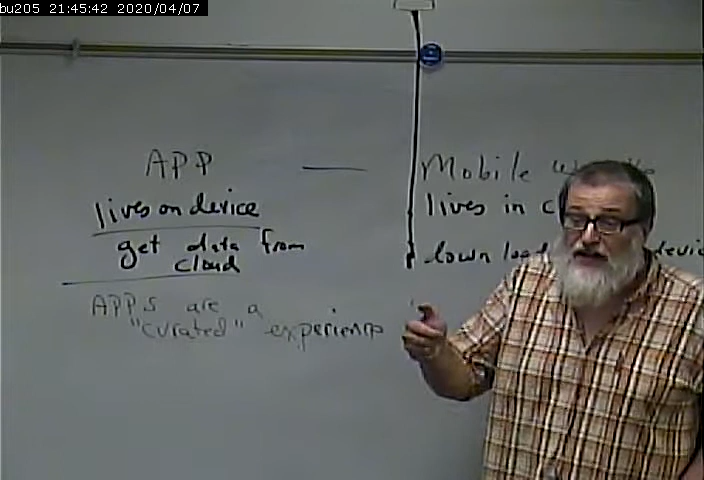 bu205 21:45:42 2020/04/07
APP — Mobile
lives on device
lives in
get data from
cloud
down load
APPS are a
"curated" experience